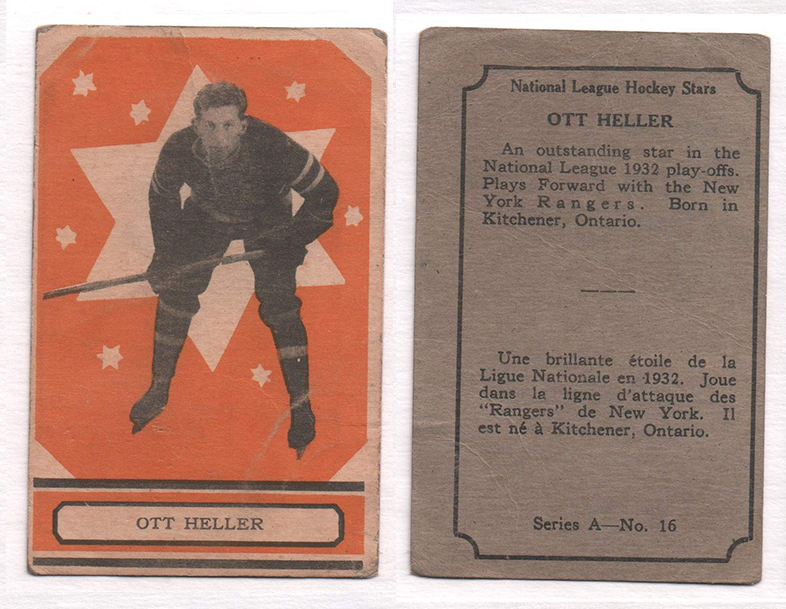 OTT HELLER
National League Hockey Stars
OTT HELLER
An outstanding star in the
National League 1932 play-offs.
Plays Forward with the New
York Rangers. Born in
Kitchener, Ontario.
Une brillante étoile de la
Ligue Nationale en 1932. Joue
dans la ligne d'attaque des
"Rangers" de New York. Il
est né à Kitchener, Ontario.
Series A—No. 16